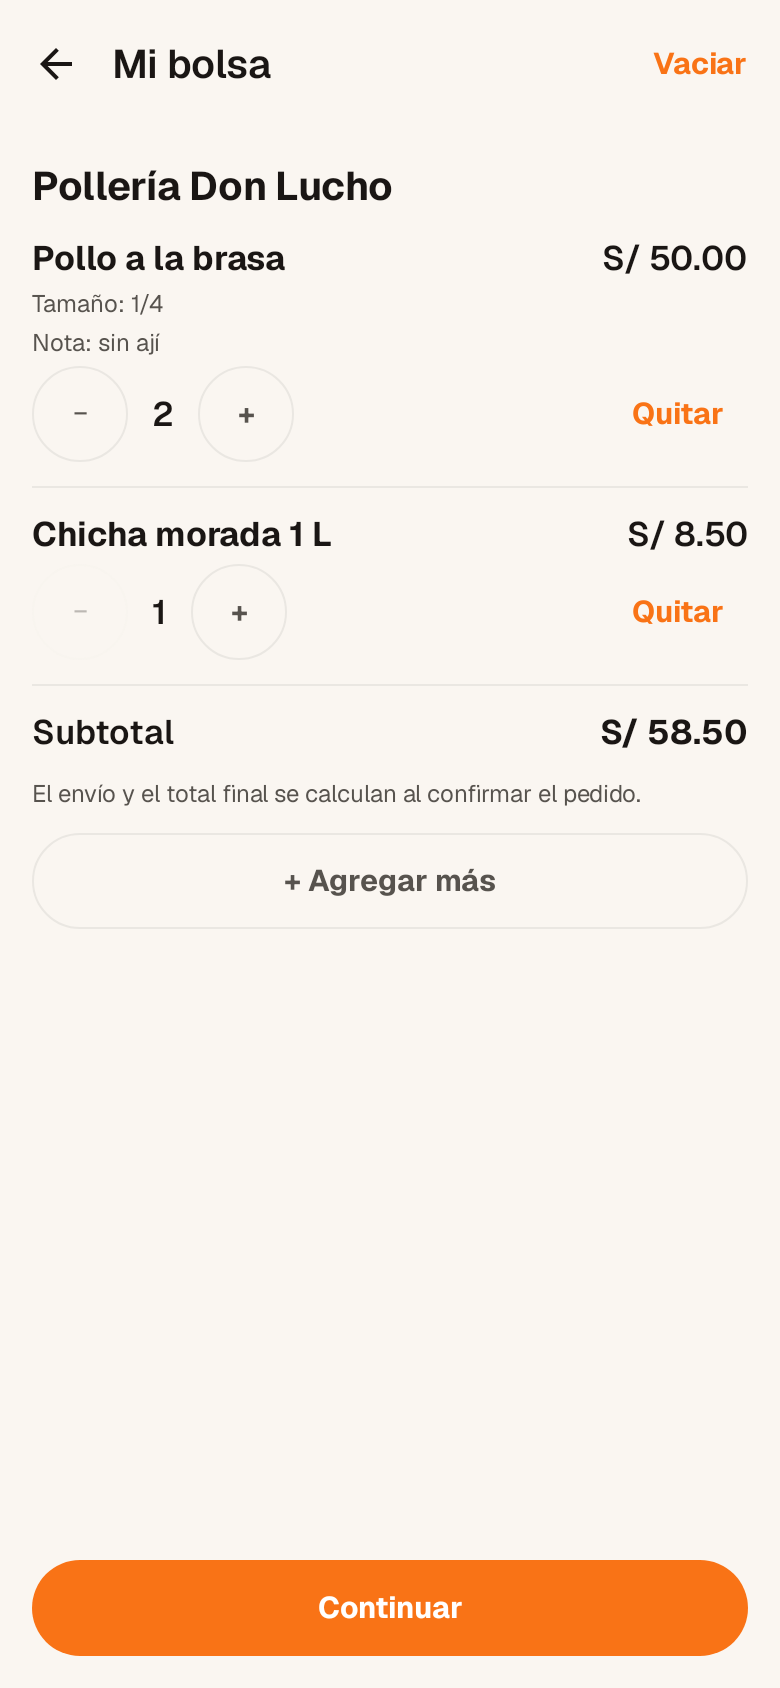 Mi bolsa
Vaciar
Pollería Don Lucho
Pollo a la brasa S/ 50.00
Tamaño: 1/4
Nota: sin ají
− 2 + Quitar
Chicha morada 1 L S/ 8.50
− 1 + Quitar
Subtotal S/ 58.50
El envío y el total final se calculan al confirmar el pedido.
+ Agregar más
Continuar